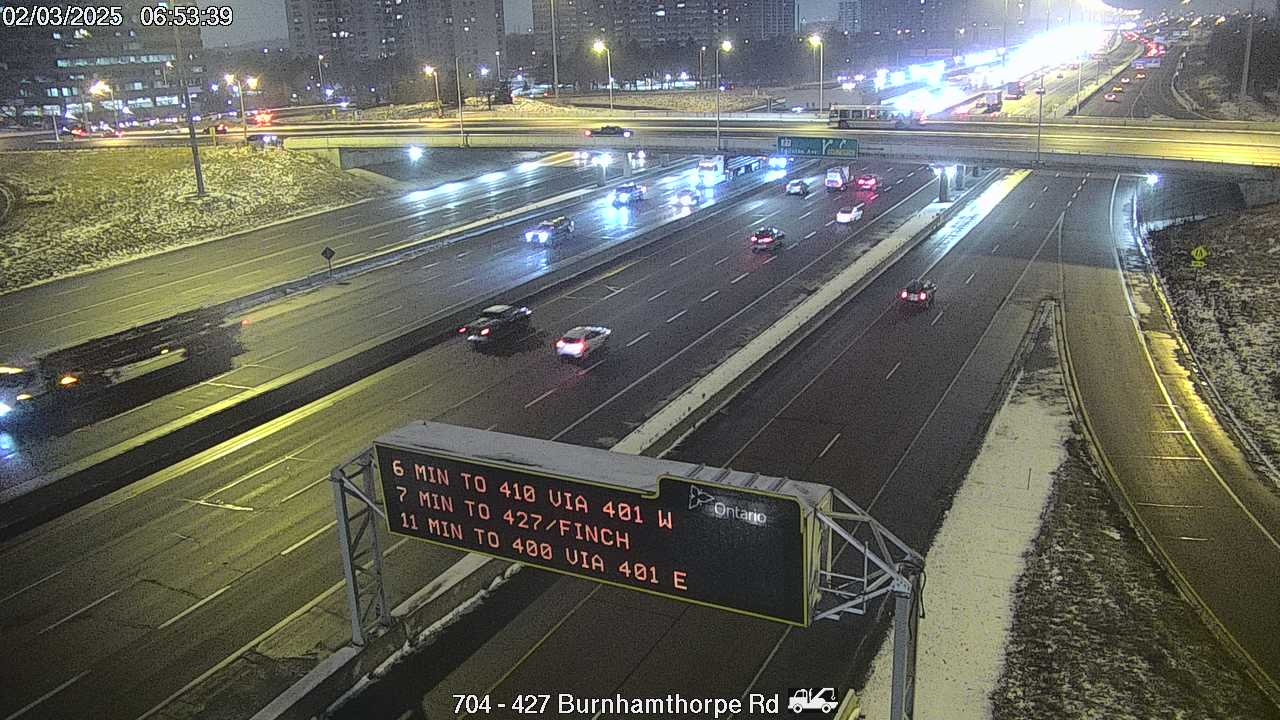 02/03/2025 06:53:39
6 MIN TO 410 VIA 401 W
7 MIN TO 427/FINCH
11 MIN TO 400 VIA 401 E
Ontario
704 - 427 Burnhamthorpe Rd